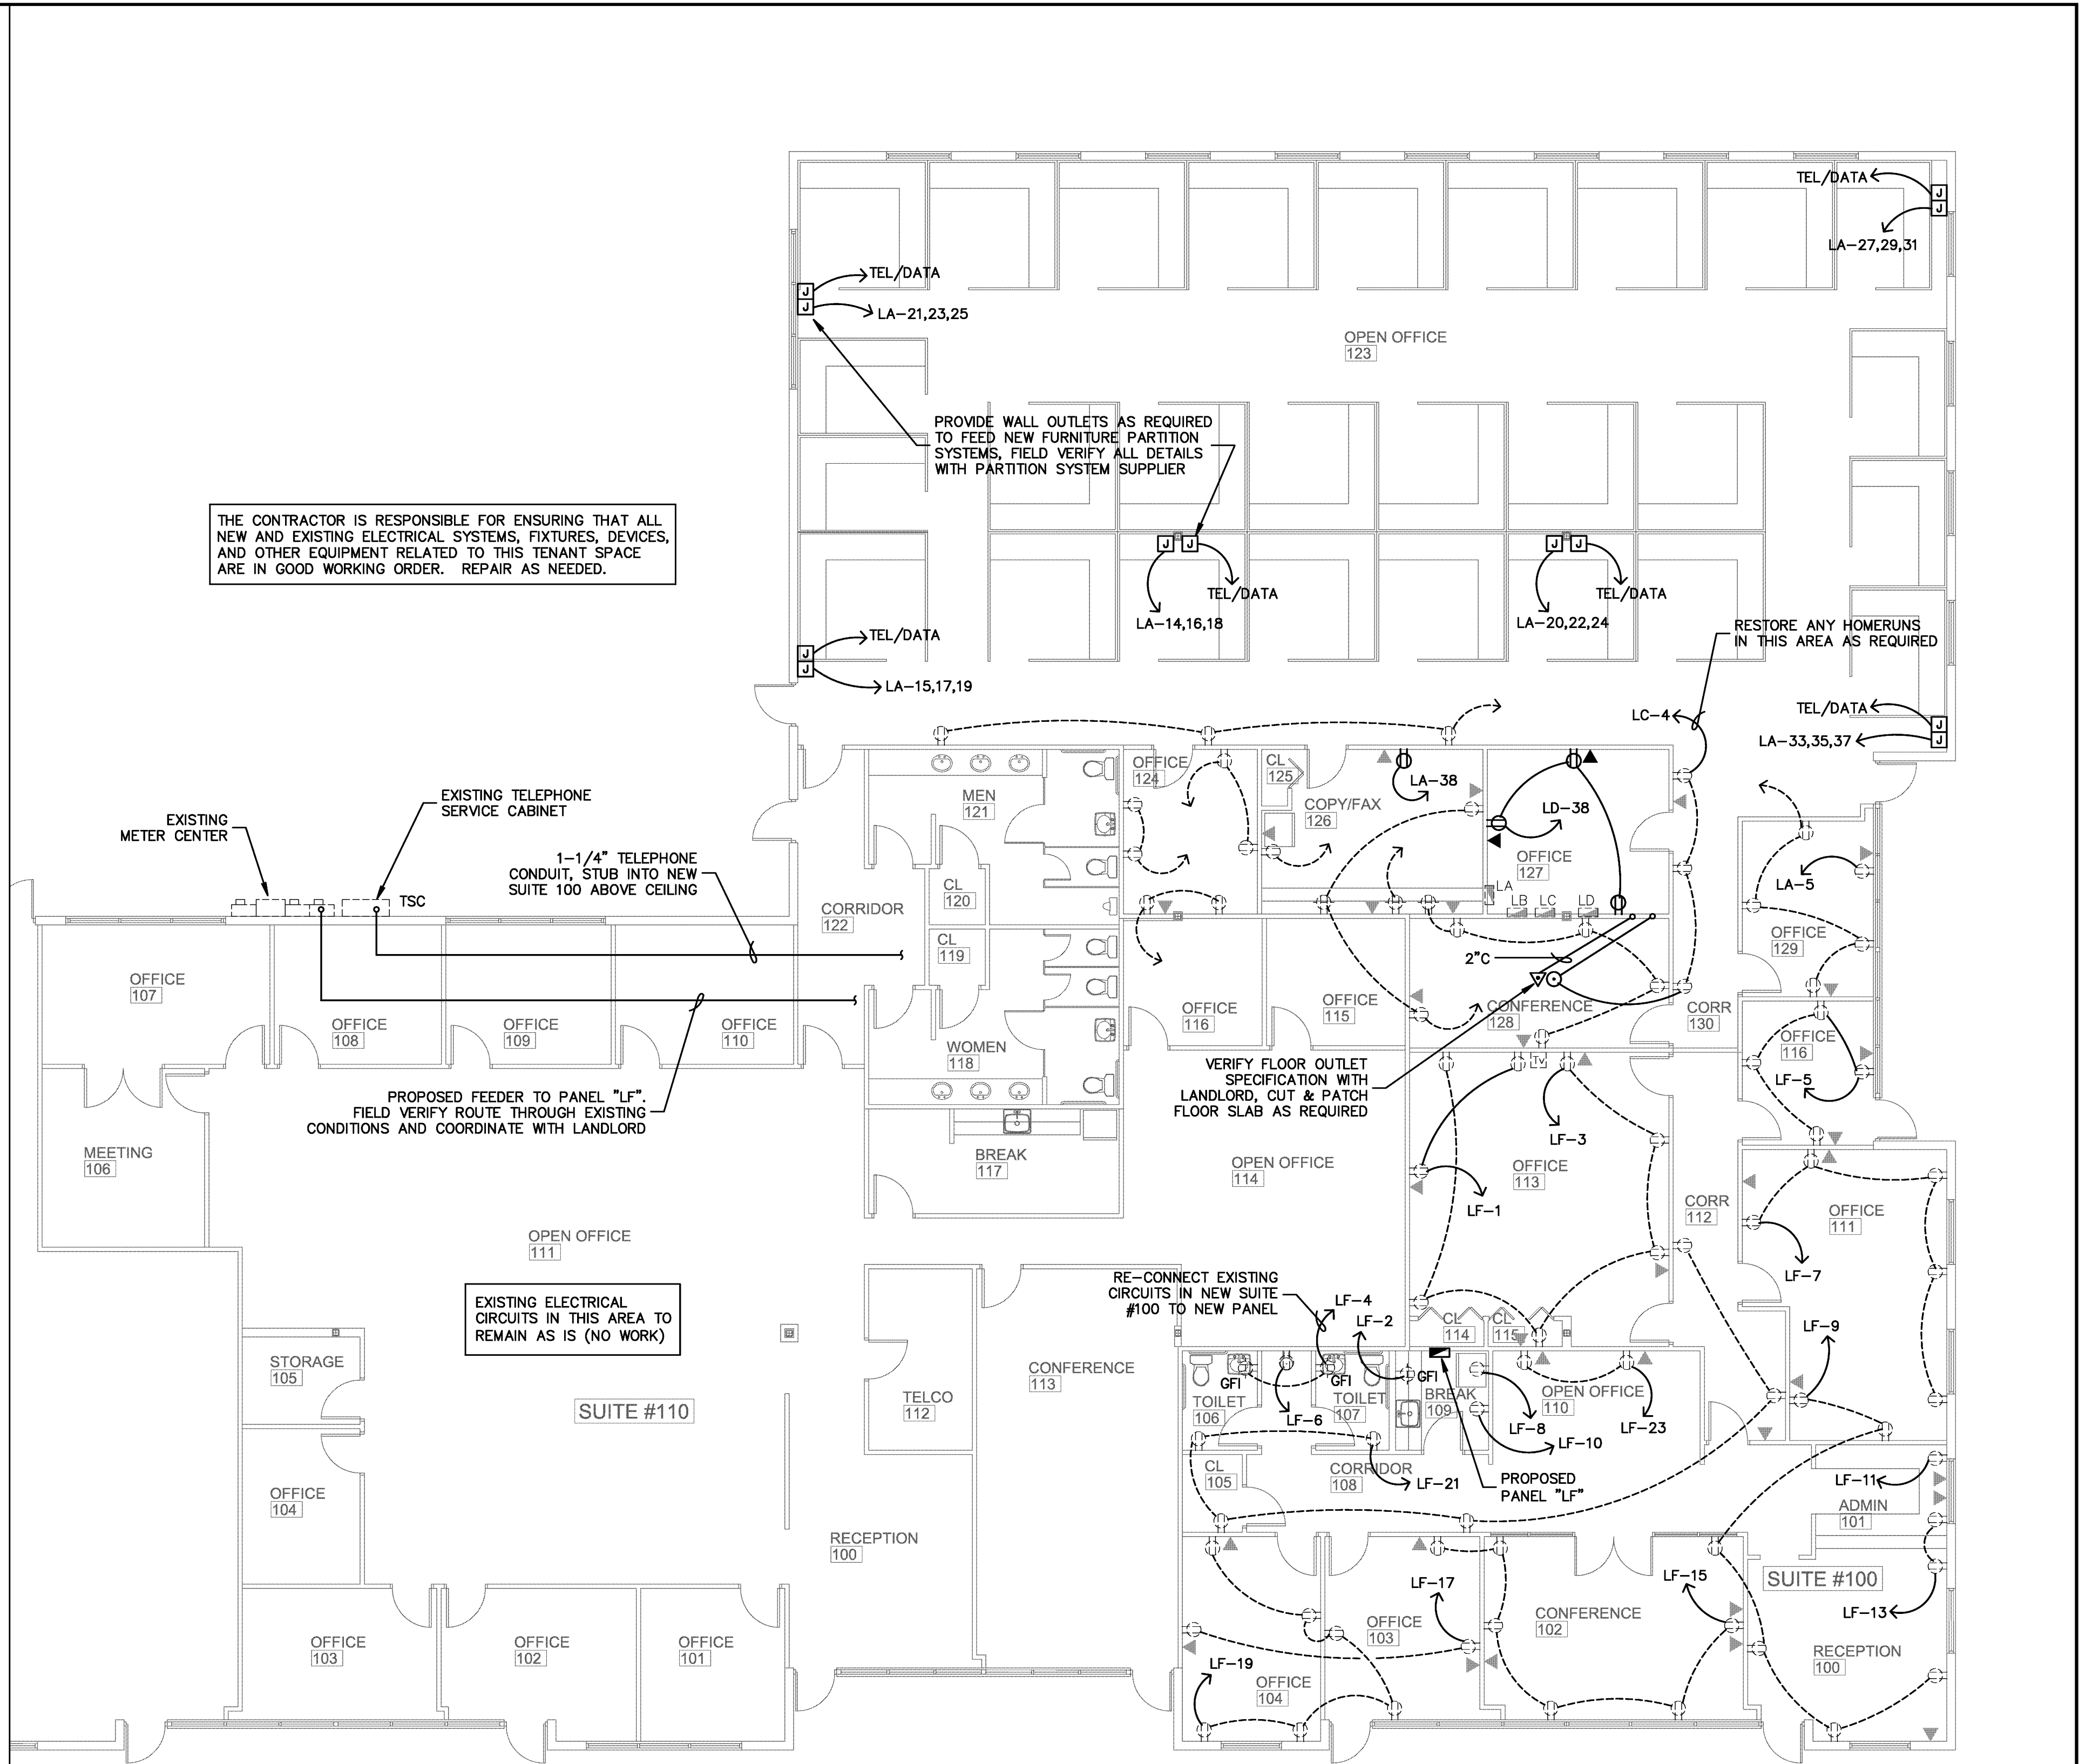 TEL/DATA
J
J
LA-27,29,31
TEL/DATA
J
J
LA-21,23,25
OPEN OFFICE
123
PROVIDE WALL OUTLETS AS REQUIRED
TO FEED NEW FURNITURE PARTITION
SYSTEMS, FIELD VERIFY ALL DETAILS
WITH PARTITION SYSTEM SUPPLIER
THE CONTRACTOR IS RESPONSIBLE FOR ENSURING THAT ALL
NEW AND EXISTING ELECTRICAL SYSTEMS, FIXTURES, DEVICES,
AND OTHER EQUIPMENT RELATED TO THIS TENANT SPACE
ARE IN GOOD WORKING ORDER. REPAIR AS NEEDED.
J J
TEL/DATA
LA-14,16,18
J J
TEL/DATA
LA-20,22,24
RESTORE ANY HOMERUNS
IN THIS AREA AS REQUIRED
TEL/DATA
J
J
LA-15,17,19
LC-4
TEL/DATA
J
J
LA-33,35,37
OFFICE
124
CL
125
LA-38
COPY/FAX
126
LD-38
OFFICE
127
MEN
121
EXISTING TELEPHONE
SERVICE CABINET
EXISTING
METER CENTER
1-1/4" TELEPHONE
CONDUIT, STUB INTO NEW
SUITE 100 ABOVE CEILING
TSC
CL
120
CORRIDOR
122
LA
LB
LC
LD
LA-5
OFFICE
129
CL
119
2"C
OFFICE
107
OFFICE
108
OFFICE
109
OFFICE
110
OFFICE
116
OFFICE
115
CONFERENCE
128
CORR
130
WOMEN
118
TV
OFFICE
116
LF-5
VERIFY FLOOR OUTLET
SPECIFICATION WITH
LANDLORD, CUT & PATCH
FLOOR SLAB AS REQUIRED
PROPOSED FEEDER TO PANEL "LF".
FIELD VERIFY ROUTE THROUGH EXISTING
CONDITIONS AND COORDINATE WITH LANDLORD
LF-3
MEETING
106
BREAK
117
OPEN OFFICE
114
OFFICE
113
LF-1
CORR
112
OFFICE
111
OPEN OFFICE
111
LF-7
RE-CONNECT EXISTING
CIRCUITS IN NEW SUITE
#100 TO NEW PANEL
LF-4
LF-2
EXISTING ELECTRICAL
CIRCUITS IN THIS AREA TO
REMAIN AS IS (NO WORK)
CL
114
CL
115
LF-9
STORAGE
105
CONFERENCE
113
TELCO
112
SUITE #110
GFI
GFI
GFI
TOILET
106
TOILET
107
BREAK
109
OPEN OFFICE
110
LF-6
LF-8
LF-23
LF-10
CL
105
CORRIDOR
108
LF-21
PROPOSED
PANEL "LF"
LF-11
ADMIN
101
OFFICE
104
RECEPTION
100
SUITE #100
LF-17
LF-15
LF-13
OFFICE
103
CONFERENCE
102
OFFICE
103
OFFICE
102
OFFICE
101
RECEPTION
100
LF-19
OFFICE
104